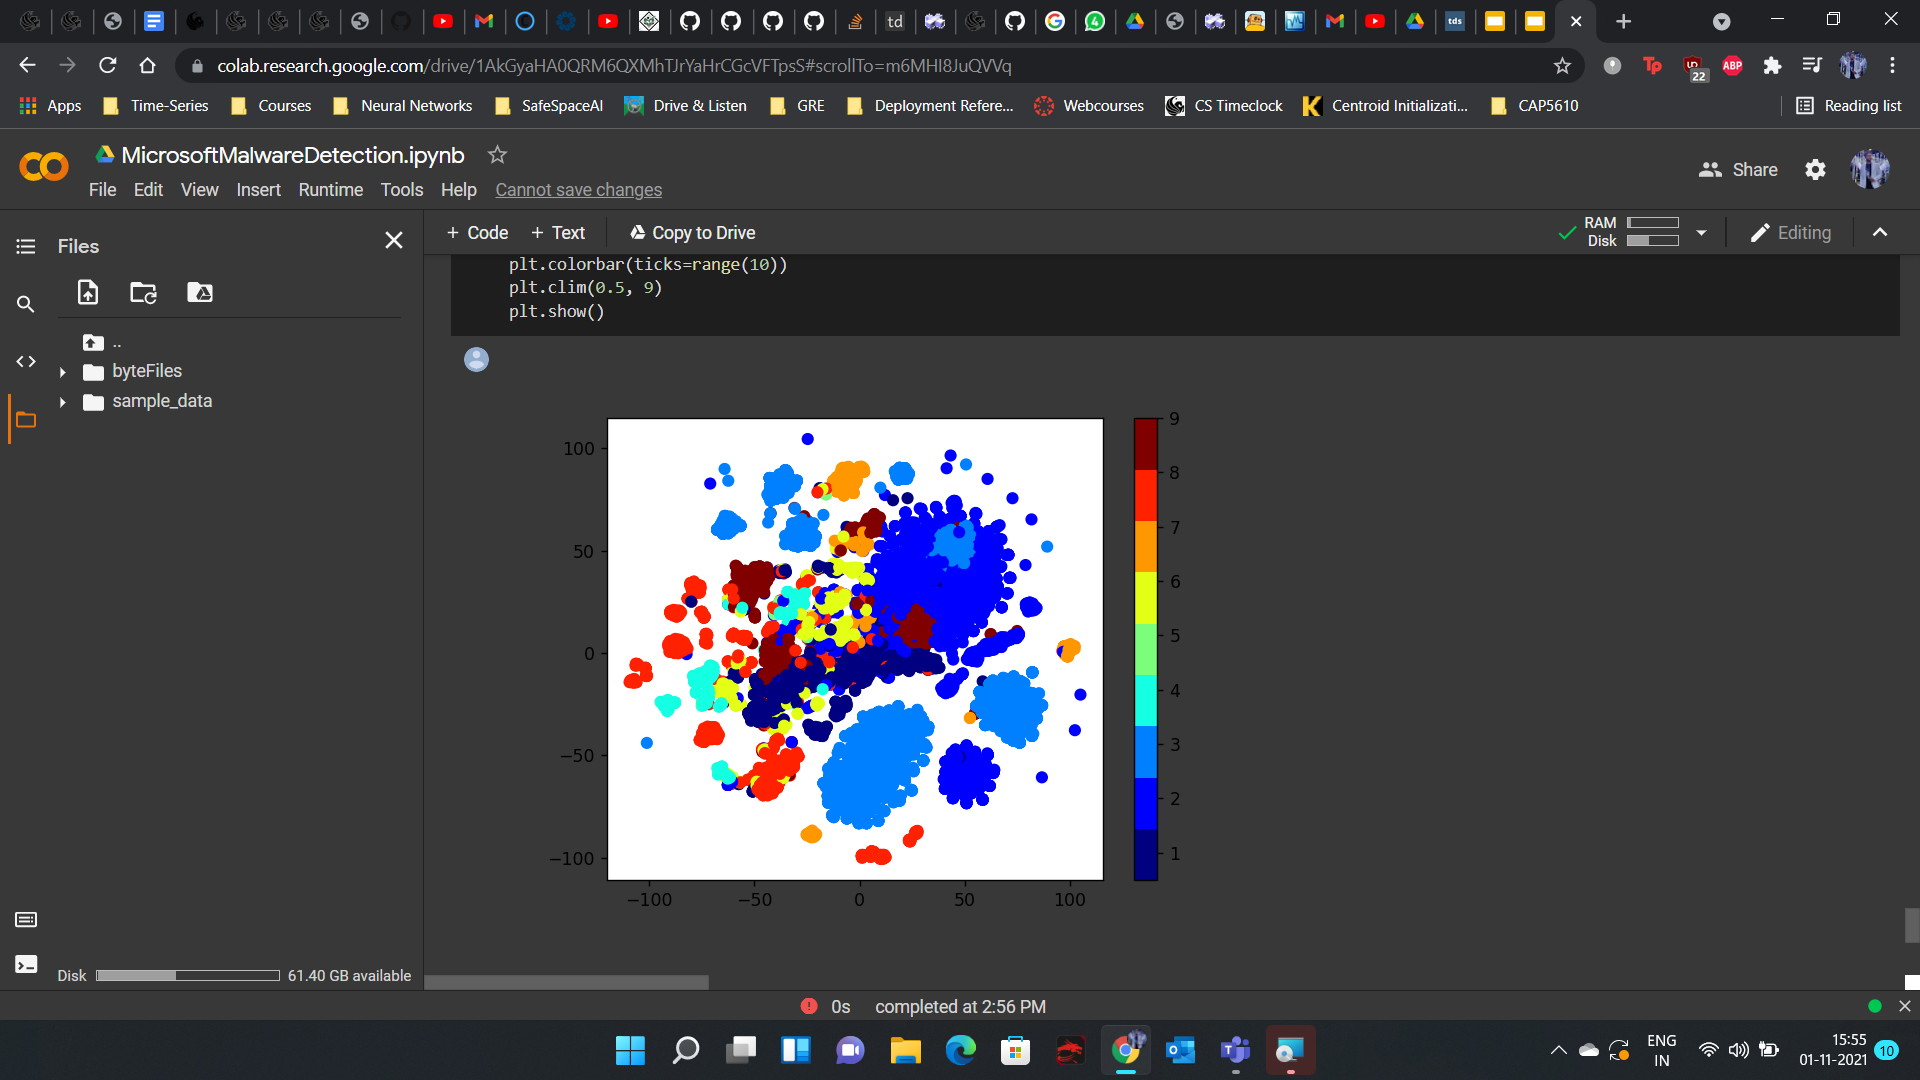 td
4
tds
colab.research.google.com/drive/1AkGyaHA0QRM6QXMhTJrYaHrCGcVFTpsS#scrollTo=m6MHI8JuQVVq
22
ABP
Apps
Time-Series
Courses
Neural Networks
SafeSpaceAI
Drive & Listen
GRE
Deployment Refere...
Webcourses
CS Timeclock
Centroid Initializati...
CAP5610
Reading list
CO
MicrosoftMalwareDetection.ipynb
File Edit View Insert Runtime Tools Help Cannot save changes
Share
Files
+ Code + Text Copy to Drive
RAM
Disk
Editing
plt.colorbar(ticks=range(10))
plt.clim(0.5, 9)
plt.show()
..
byteFiles
sample_data
100
50
0
−50
−100
−100 −50 0 50 100
9
8
7
6
5
4
3
2
1
Disk 61.40 GB available
0s completed at 2:56 PM
ENG
IN
15:55
01-11-2021
10